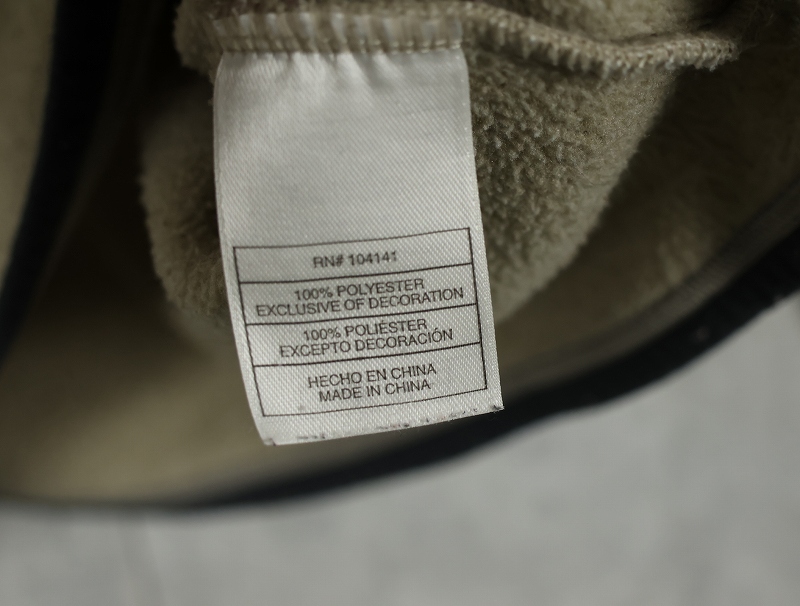 RN# 104141
100% POLYESTER
EXCLUSIVE OF DECORATION
100% POLIÉSTER
EXCEPTO DECORACIÓN
HECHO EN CHINA
MADE IN CHINA